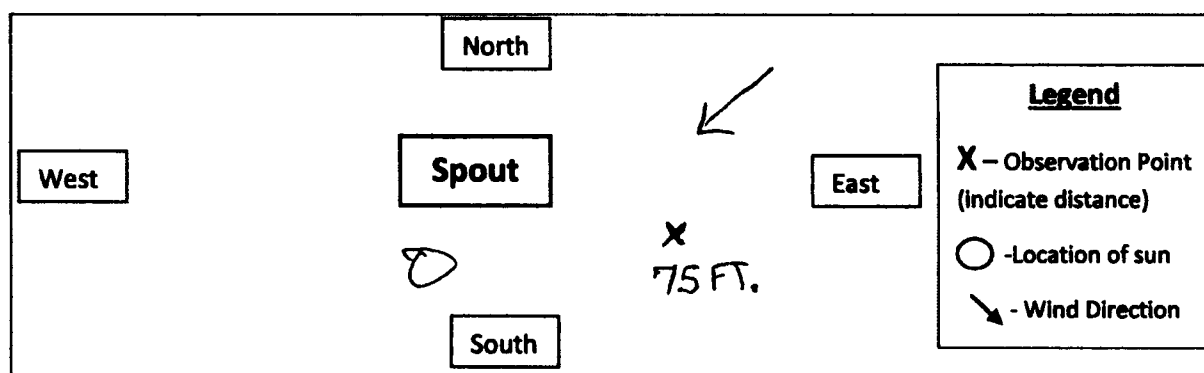 North
West
Spout
East
South
75 FT.
Legend
X – Observation Point
(indicate distance)
-Location of sun
- Wind Direction
X